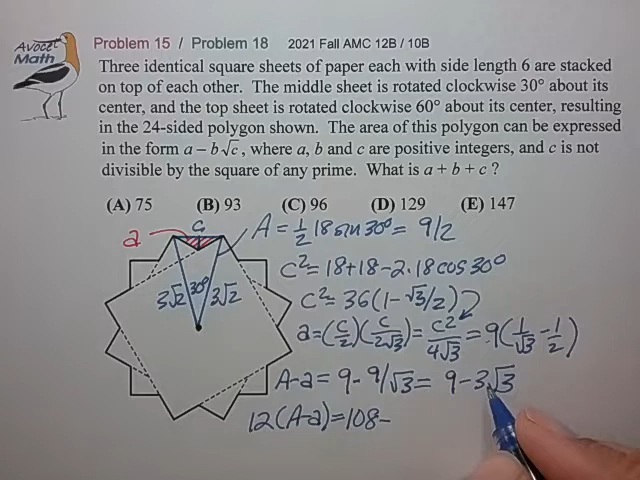 Avocet Math
Problem 15 / Problem 18 2021 Fall AMC 12B / 10B
Three identical square sheets of paper each with side length 6 are stacked
on top of each other. The middle sheet is rotated clockwise 30° about its
center, and the top sheet is rotated clockwise 60° about its center, resulting
in the 24-sided polygon shown. The area of this polygon can be expressed
in the form a − b√c, where a, b and c are positive integers, and c is not
divisible by the square of any prime. What is a + b + c ?
(A) 75 (B) 93 (C) 96 (D) 129 (E) 147
a c A = 1/2 18 sin 30° = 9/2
c² = 18+18−2·18cos30°
3√2 30° 3√2 c² = 36(1−√3/2)
a = (c/2)(c/2√3) = c²/4√3 = 9(1/√3 − 1/2)
A−a = 9 − 9/√3 = 9 − 3√3
12(A−a) = 108 −